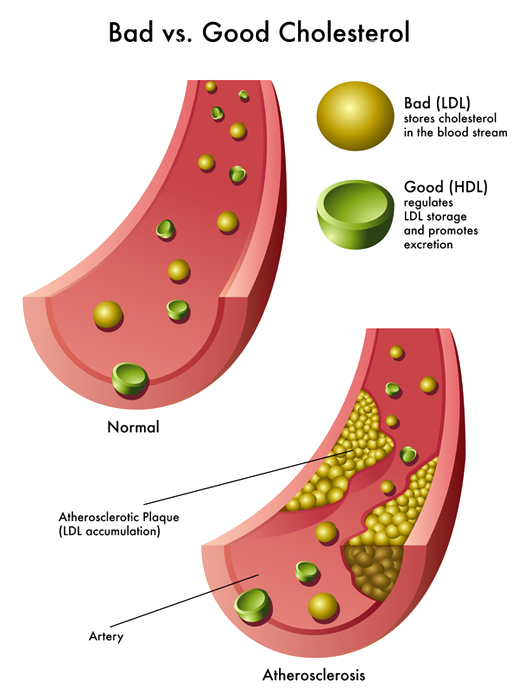 Bad vs. Good Cholesterol
Bad (LDL)
stores cholesterol
in the blood stream
Good (HDL)
regulates
LDL storage
and promotes
excretion
Normal
Atherosclerotic Plaque
(LDL accumulation)
Artery
Atherosclerosis